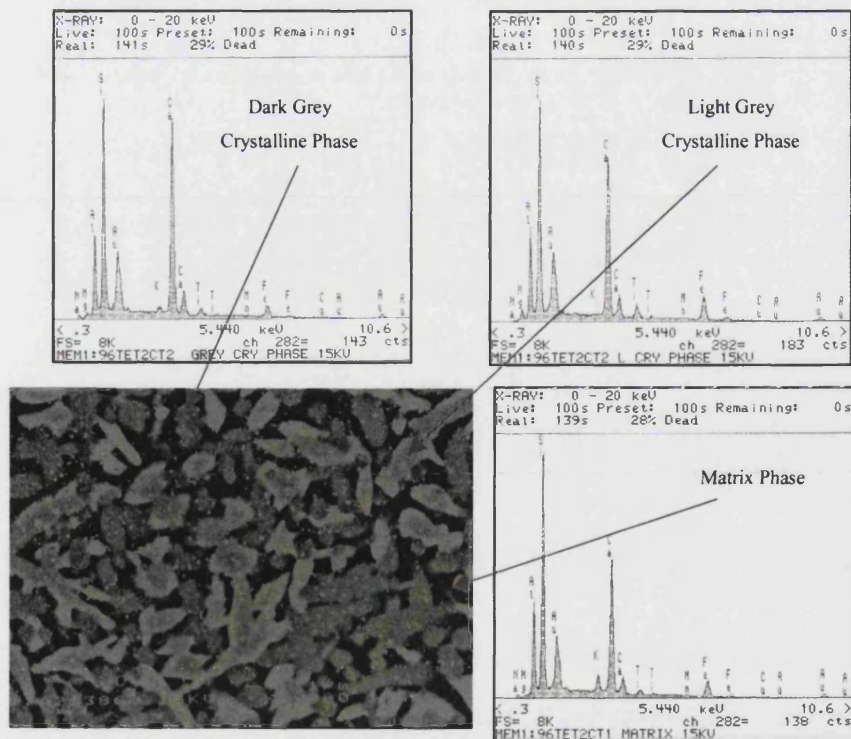 X-RAY: 0 - 20 keV
Live: 100s Preset: 100s Remaining: 0s
Real: 141s 29% Dead
Dark Grey
Crystalline Phase
< .3 5.440 keV 10.6 >
FS= 8K ch 282= 143 cts
MEM1:96TET2CT2 GREY CRY PHASE 15KV
X-RAY: 0 - 20 keV
Live: 100s Preset: 100s Remaining: 0s
Real: 140s 29% Dead
Light Grey
Crystalline Phase
< .3 5.440 keV 10.6 >
FS= 8K ch 282= 183 cts
MEM1:96TET2CT2 L CRY PHASE 15KV
X-RAY: 0 - 20 keV
Live: 100s Preset: 100s Remaining: 0s
Real: 139s 28% Dead
Matrix Phase
< .3 5.440 keV 10.6 >
FS= 8K ch 282= 138 cts
MEM1:96TET2CT1 MATRIX 15KV